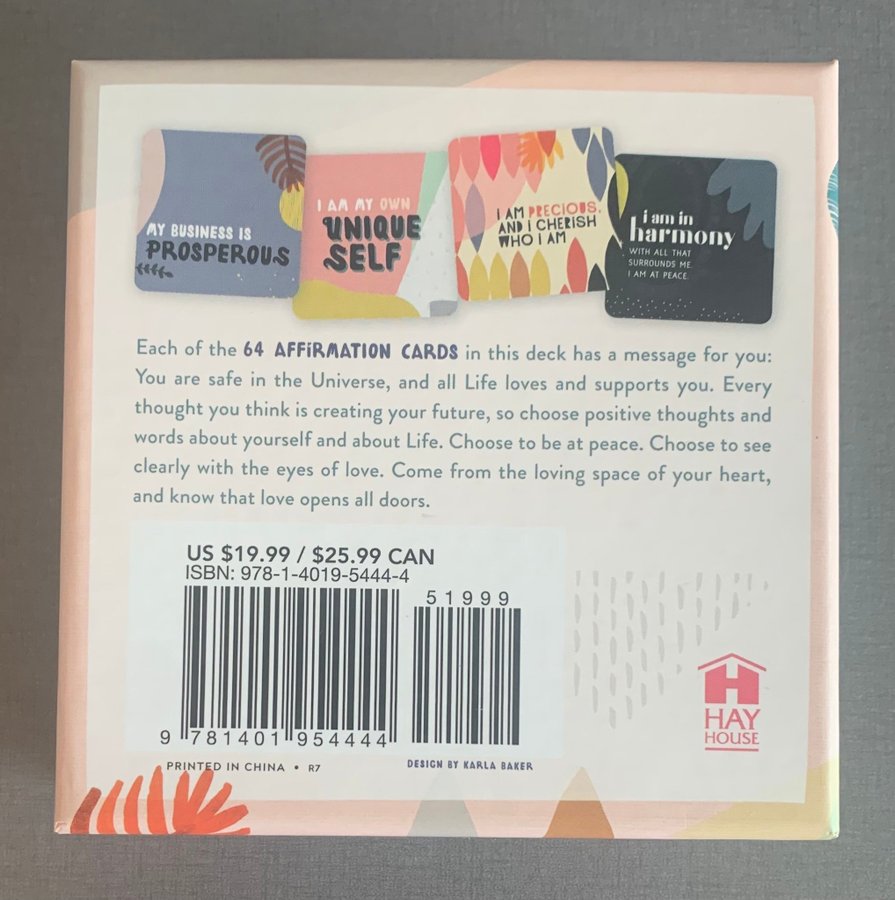 MY BUSINESS IS
PROSPEROUS
I AM MY OWN
UNIQUE
SELF
I AM PRECIOUS,
AND I CHERISH
WHO I AM
i am in
harmony
WITH ALL THAT
SURROUNDS ME.
I AM AT PEACE.
Each of the 64 AFFiRMATION CARDS in this deck has a message for you:
You are safe in the Universe, and all Life loves and supports you. Every
thought you think is creating your future, so choose positive thoughts and
words about yourself and about Life. Choose to be at peace. Choose to see
clearly with the eyes of love. Come from the loving space of your heart,
and know that love opens all doors.
US $19.99 / $25.99 CAN
ISBN: 978-1-4019-5444-4
51999
9 781401 954444
PRINTED IN CHINA • R7
DESIGN BY KARLA BAKER
HAY
HOUSE